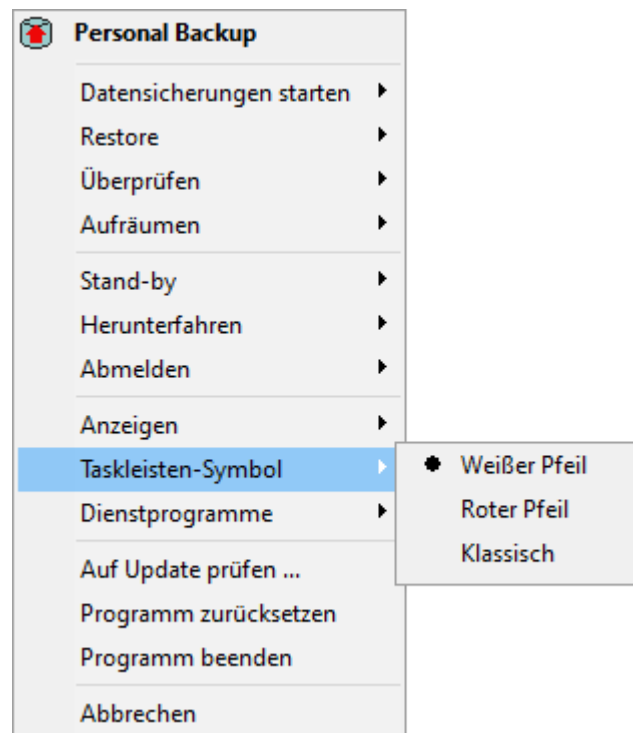 Personal Backup
Datensicherungen starten
Restore
Überprüfen
Aufräumen
Stand-by
Herunterfahren
Abmelden
Anzeigen
Taskleisten-Symbol
Weißer Pfeil
Roter Pfeil
Klassisch
Dienstprogramme
Auf Update prüfen ...
Programm zurücksetzen
Programm beenden
Abbrechen